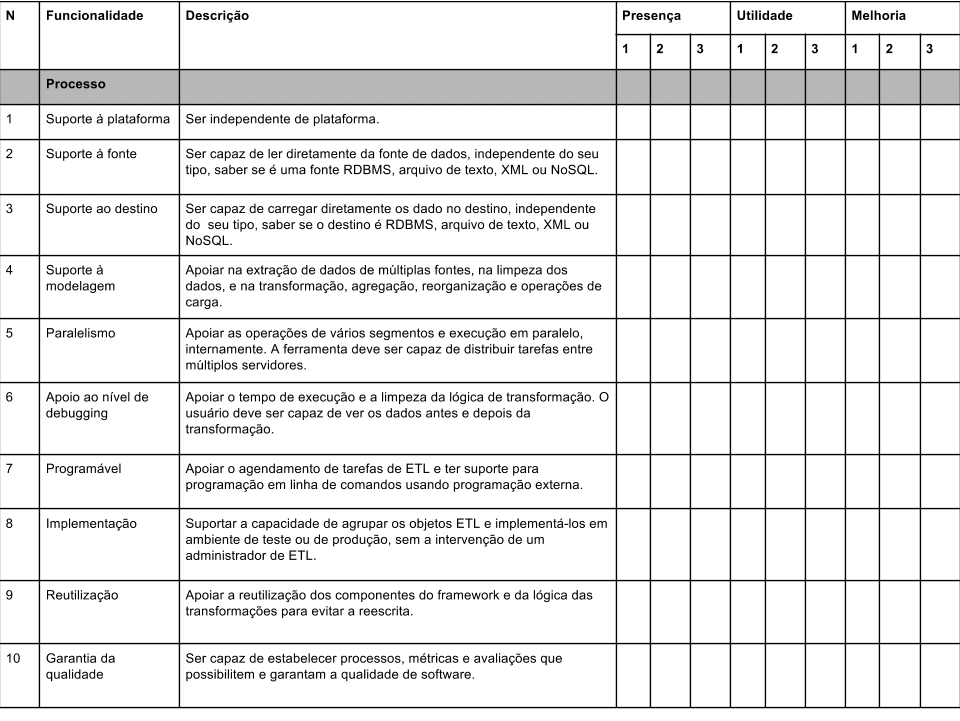 N Funcionalidade Descrição Presença Utilidade Melhoria
1 2 3 1 2 3 1 2 3
Processo
1 Suporte à plataforma Ser independente de plataforma.
2 Suporte à fonte Ser capaz de ler diretamente da fonte de dados, independente do seu
tipo, saber se é uma fonte RDBMS, arquivo de texto, XML ou NoSQL.
3 Suporte ao destino Ser capaz de carregar diretamente os dado no destino, independente
do  seu tipo, saber se o destino é RDBMS, arquivo de texto, XML ou
NoSQL.
4 Suporte à Apoiar na extração de dados de múltiplas fontes, na limpeza dos
modelagem dados, e na transformação, agregação, reorganização e operações de
carga.
5 Paralelismo Apoiar as operações de vários segmentos e execução em paralelo,
internamente. A ferramenta deve ser capaz de distribuir tarefas entre
múltiplos servidores.
6 Apoio ao nível de Apoiar o tempo de execução e a limpeza da lógica de transformação. O
debugging usuário deve ser capaz de ver os dados antes e depois da
transformação.
7 Programável Apoiar o agendamento de tarefas de ETL e ter suporte para
programação em linha de comandos usando programação externa.
8 Implementação Suportar a capacidade de agrupar os objetos ETL e implementá-los em
ambiente de teste ou de produção, sem a intervenção de um
administrador de ETL.
9 Reutilização Apoiar a reutilização dos componentes do framework e da lógica das
transformações para evitar a reescrita.
10 Garantia da Ser capaz de estabelecer processos, métricas e avaliações que
qualidade possibilitem e garantam a qualidade de software.